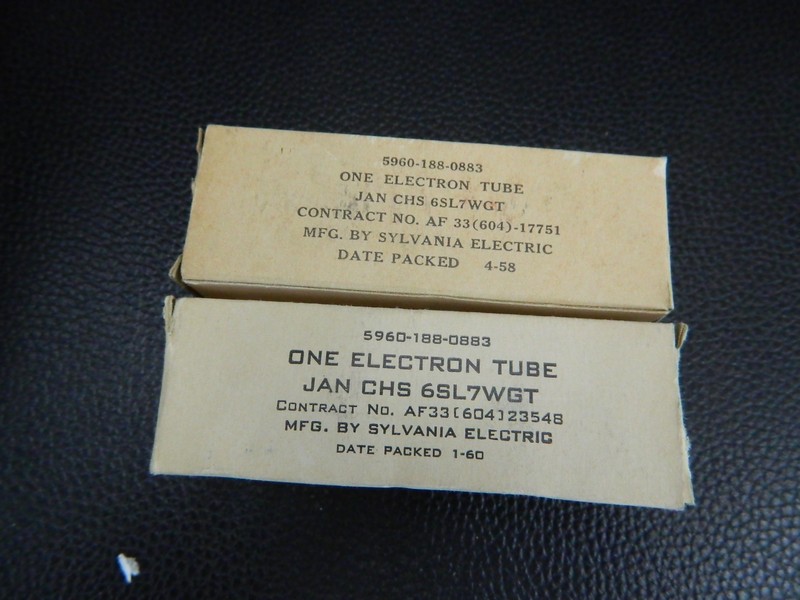 5960-188-0883
ONE ELECTRON TUBE
JAN CHS 6SL7WGT
CONTRACT NO. AF 33(604)-17751
MFG. BY SYLVANIA ELECTRIC
DATE PACKED 4-58
5960-188-0883
ONE ELECTRON TUBE
JAN CHS 6SL7WGT
CONTRACT NO. AF33(604)23548
MFG. BY SYLVANIA ELECTRIC
DATE PACKED 1-60